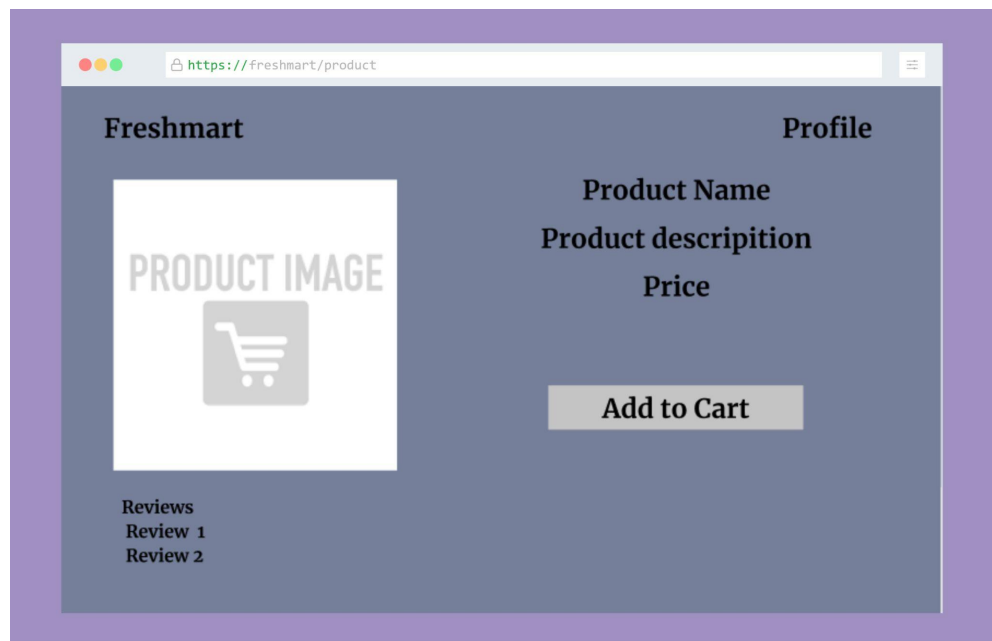 https://freshmart/product
Freshmart
Profile
PRODUCT IMAGE
Product Name
Product descripition
Price
Add to Cart
Reviews
Review 1
Review 2